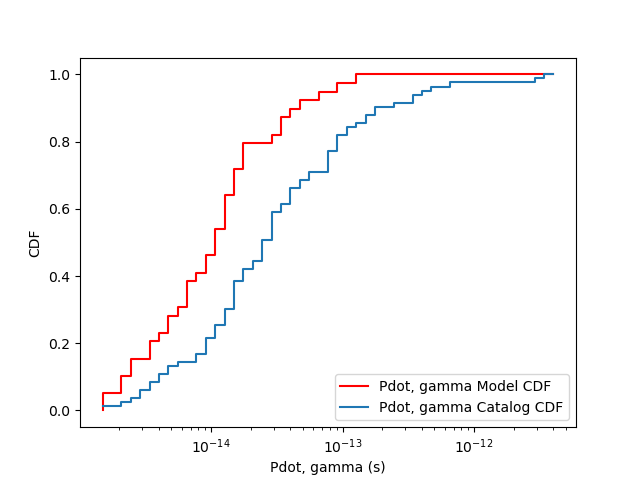 1.0
0.8
0.6
0.4
0.2
0.0
CDF
10⁻¹⁴
10⁻¹³
10⁻¹²
Pdot, gamma (s)
Pdot, gamma Model CDF
Pdot, gamma Catalog CDF